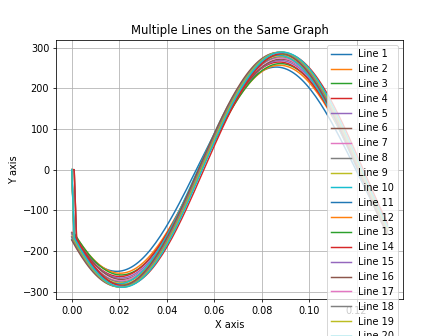 Multiple Lines on the Same Graph
300
200
100
0
−100
−200
−300
Y axis
0.00
0.02
0.04
0.06
0.08
0.10
X axis
Line 1
Line 2
Line 3
Line 4
Line 5
Line 6
Line 7
Line 8
Line 9
Line 10
Line 11
Line 12
Line 13
Line 14
Line 15
Line 16
Line 17
Line 18
Line 19
Line 20